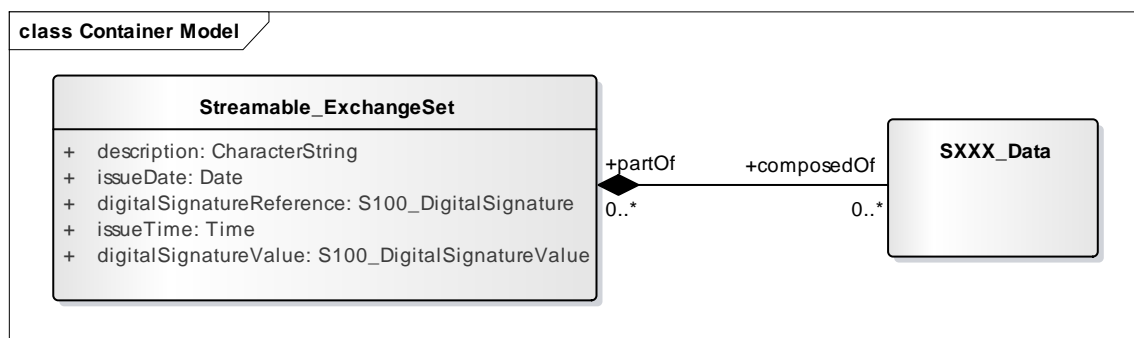 class Container Model
Streamable_ExchangeSet
+ description: CharacterString
+ issueDate: Date
+ digitalSignatureReference: S100_DigitalSignature
+ issueTime: Time
+ digitalSignatureValue: S100_DigitalSignatureValue
+partOf
0..*
+composedOf
0..*
SXXX_Data